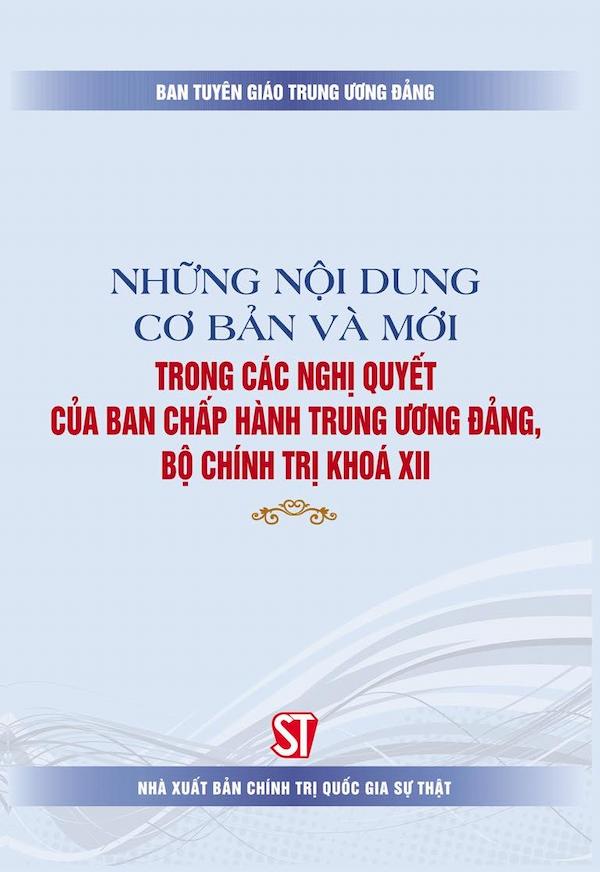 BAN TUYÊN GIÁO TRUNG ƯƠNG ĐẢNG
NHỮNG NỘI DUNG
CƠ BẢN VÀ MỚI
TRONG CÁC NGHỊ QUYẾT
CỦA BAN CHẤP HÀNH TRUNG ƯƠNG ĐẢNG,
BỘ CHÍNH TRỊ KHOÁ XII
ST
NHÀ XUẤT BẢN CHÍNH TRỊ QUỐC GIA SỰ THẬT